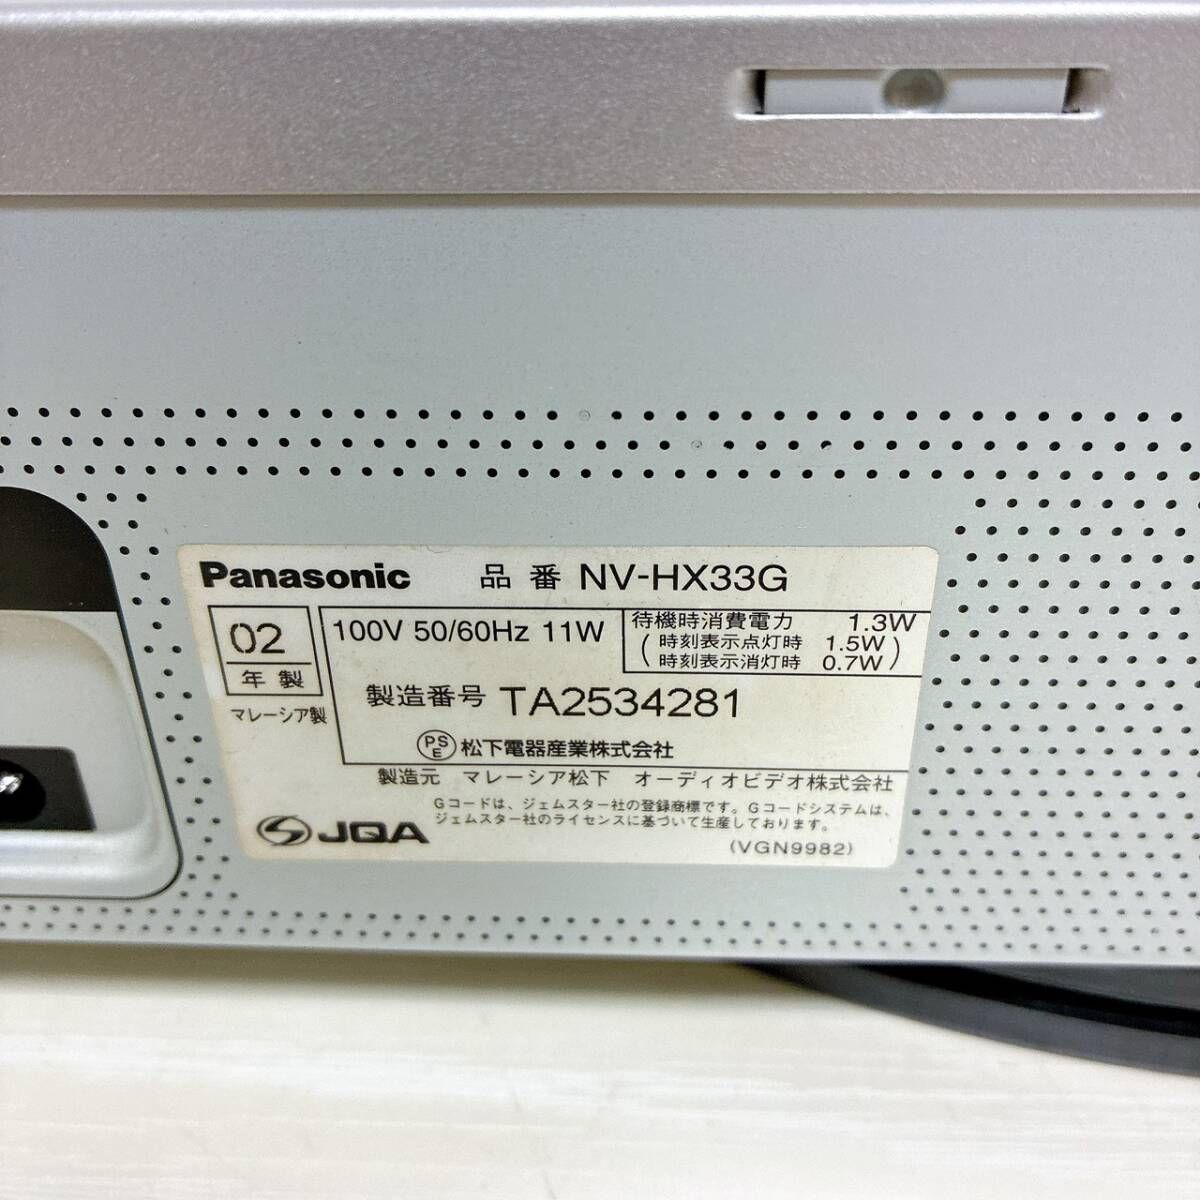 Panasonic 品番 NV-HX33G
02
年製
マレーシア製
100V 50/60Hz 11W
待機時消費電力 1.3W
(時刻表示点灯時 1.5W
時刻表示消灯時 0.7W)
製造番号 TA2534281
PSE 松下電器産業株式会社
製造元 マレーシア松下 オーディオビデオ株式会社
Gコードは、ジェムスター社の登録商標です。Gコードシステムは、
ジェムスター社のライセンスに基づいて生産しております。
JQA
(VGN9982)